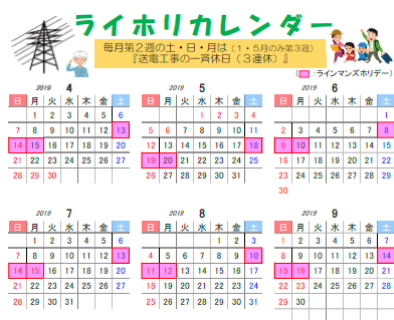 ライホリカレンダー
毎月第2週の土・日・月は（1・5月のみ第3週）
『送電工事の一斉休日（3連休）』
（　：ラインマンズホリデー）
2019 4
日 月 火 水 木 金 土
1 2 3 4 5 6
7 8 9 10 11 12 13
14 15 16 17 18 19 20
21 22 23 24 25 26 27
28 29 30
2019 5
日 月 火 水 木 金 土
1 2 3 4
5 6 7 8 9 10 11
12 13 14 15 16 17 18
19 20 21 22 23 24 25
26 27 28 29 30 31
2019 6
日 月 火 水 木 金 土
1
2 3 4 5 6 7 8
9 10 11 12 13 14 15
16 17 18 19 20 21 22
23 24 25 26 27 28 29
30
2019 7
日 月 火 水 木 金 土
1 2 3 4 5 6
7 8 9 10 11 12 13
14 15 16 17 18 19 20
21 22 23 24 25 26 27
28 29 30 31
2019 8
日 月 火 水 木 金 土
1 2 3
4 5 6 7 8 9 10
11 12 13 14 15 16 17
18 19 20 21 22 23 24
25 26 27 28 29 30 31
2019 9
日 月 火 水 木 金 土
1 2 3 4 5 6 7
8 9 10 11 12 13 14
15 16 17 18 19 20 21
22 23 24 25 26 27 28
29 30